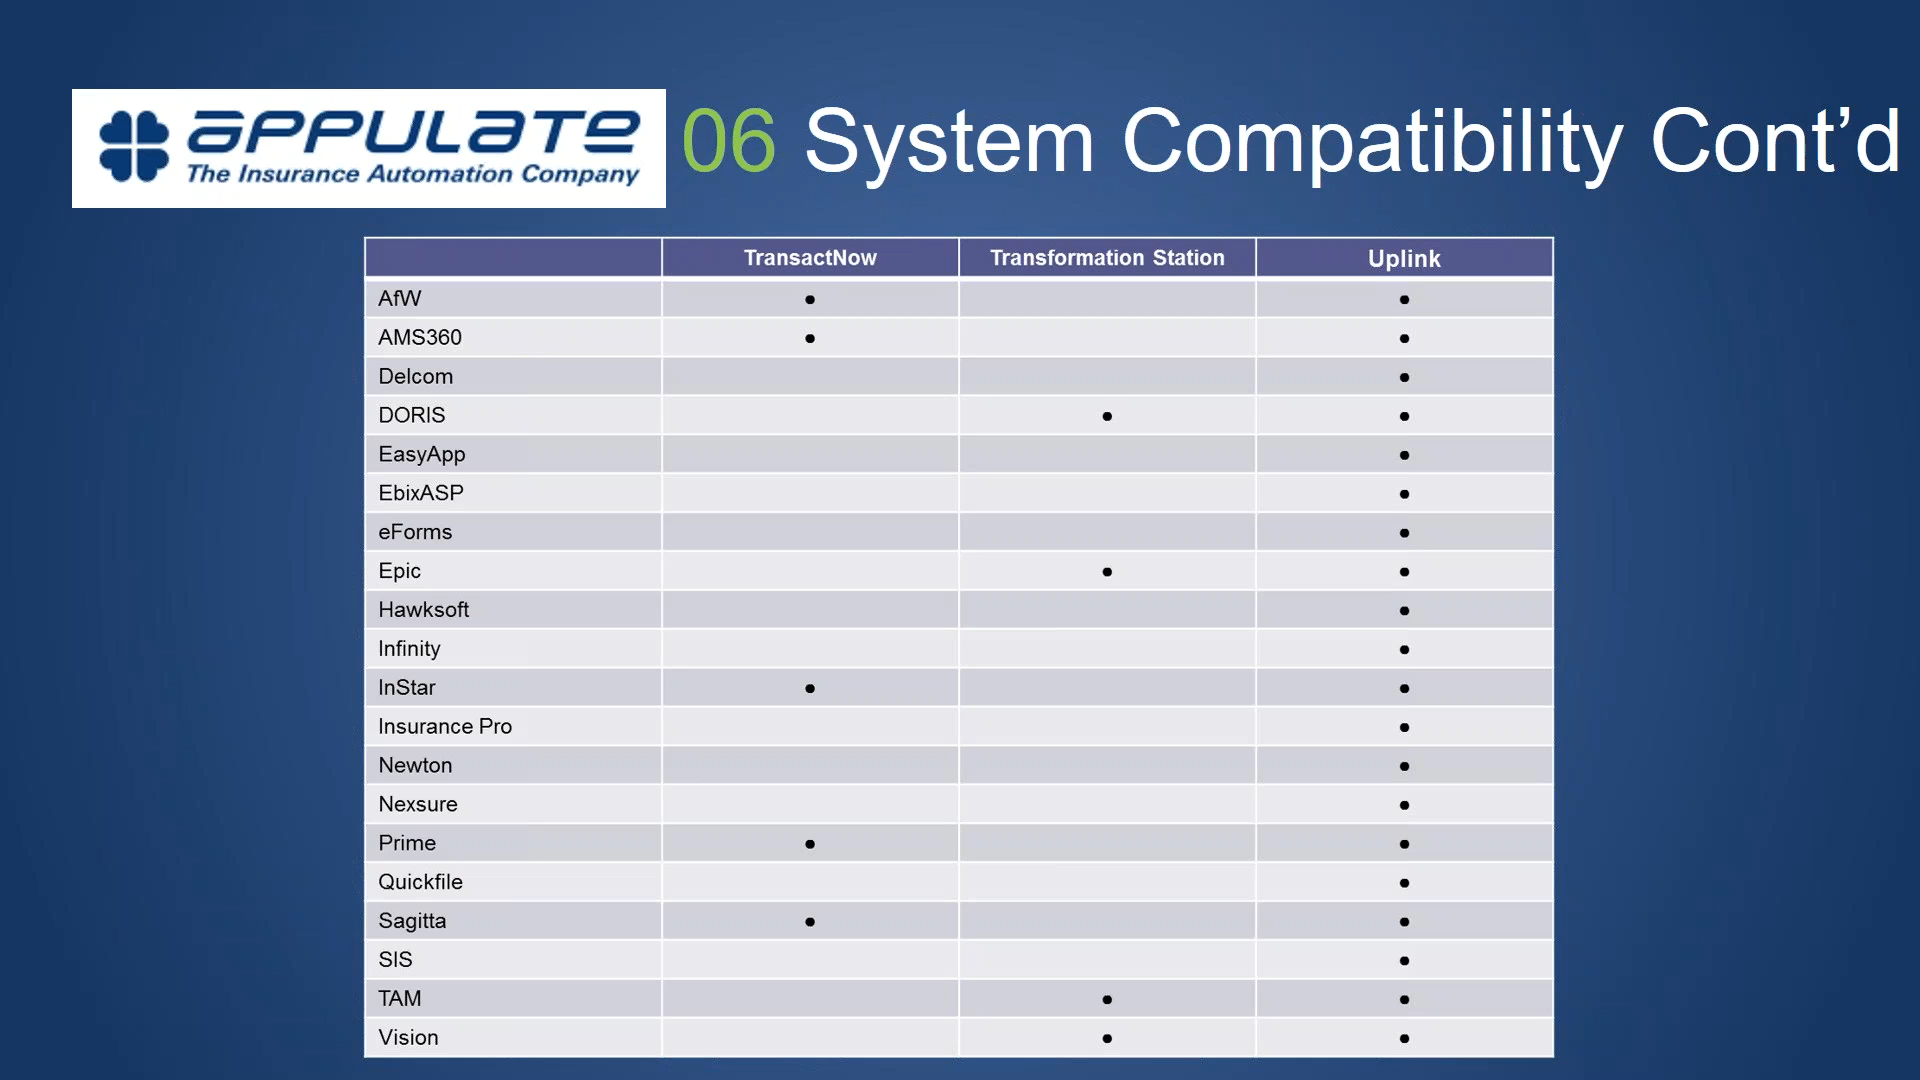 APPULATE
The Insurance Automation Company
06 System Compatibility Cont’d
TransactNow Transformation Station Uplink
AfW • •
AMS360 • •
Delcom •
DORIS • •
EasyApp •
EbixASP •
eForms •
Epic • •
Hawksoft •
Infinity •
InStar • •
Insurance Pro •
Newton •
Nexsure •
Prime • •
Quickfile •
Sagitta • •
SIS •
TAM • •
Vision • •